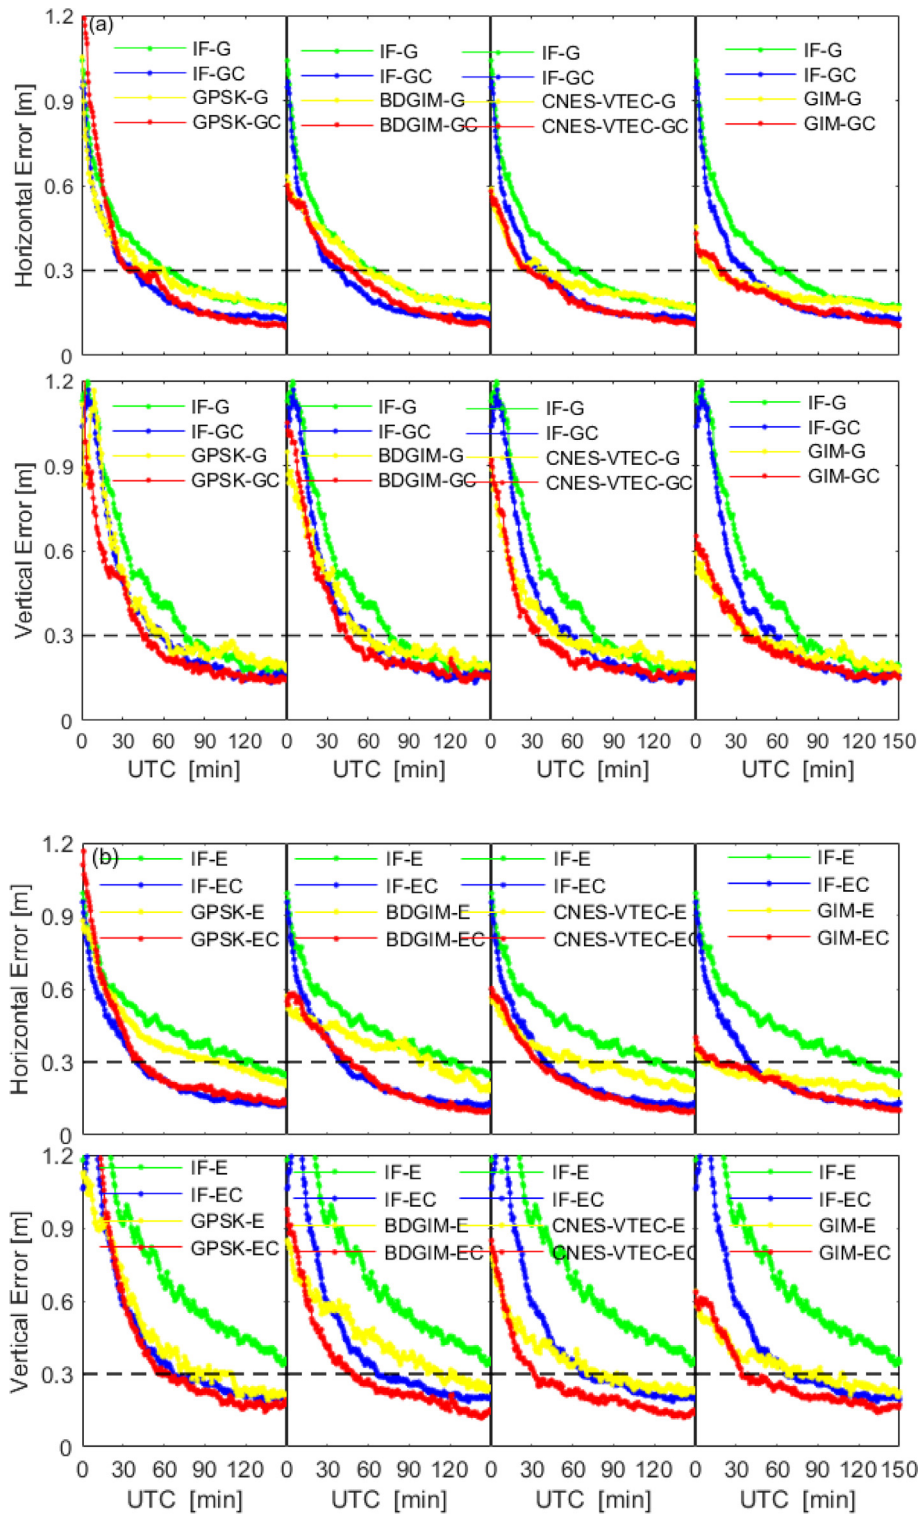 (a)
Horizontal Error [m]
1.2
0.9
0.6
0.3
0
IF-G
IF-GC
GPSK-G
GPSK-GC
IF-G
IF-GC
BDGIM-G
BDGIM-GC
IF-G
IF-GC
CNES-VTEC-G
CNES-VTEC-GC
IF-G
IF-GC
GIM-G
GIM-GC
Vertical Error [m]
1.2
0.9
0.6
0.3
0
IF-G
IF-GC
GPSK-G
GPSK-GC
IF-G
IF-GC
BDGIM-G
BDGIM-GC
IF-G
IF-GC
CNES-VTEC-G
CNES-VTEC-GC
IF-G
IF-GC
GIM-G
GIM-GC
0 30 60 90 120 0 30 60 90 120 0 30 60 90 120 0 30 60 90 120 150
UTC [min] UTC [min] UTC [min] UTC [min]
(b)
Horizontal Error [m]
1.2
0.9
0.6
0.3
0
IF-E
IF-EC
GPSK-E
GPSK-EC
IF-E
IF-EC
BDGIM-E
BDGIM-EC
IF-E
IF-EC
CNES-VTEC-E
CNES-VTEC-EC
IF-E
IF-EC
GIM-E
GIM-EC
Vertical Error [m]
1.2
0.9
0.6
0.3
0
IF-E
IF-EC
GPSK-E
GPSK-EC
IF-E
IF-EC
BDGIM-E
BDGIM-EC
IF-E
IF-EC
CNES-VTEC-E
CNES-VTEC-EC
IF-E
IF-EC
GIM-E
GIM-EC
0 30 60 90 120 0 30 60 90 120 0 30 60 90 120 0 30 60 90 120 150
UTC [min] UTC [min] UTC [min] UTC [min]